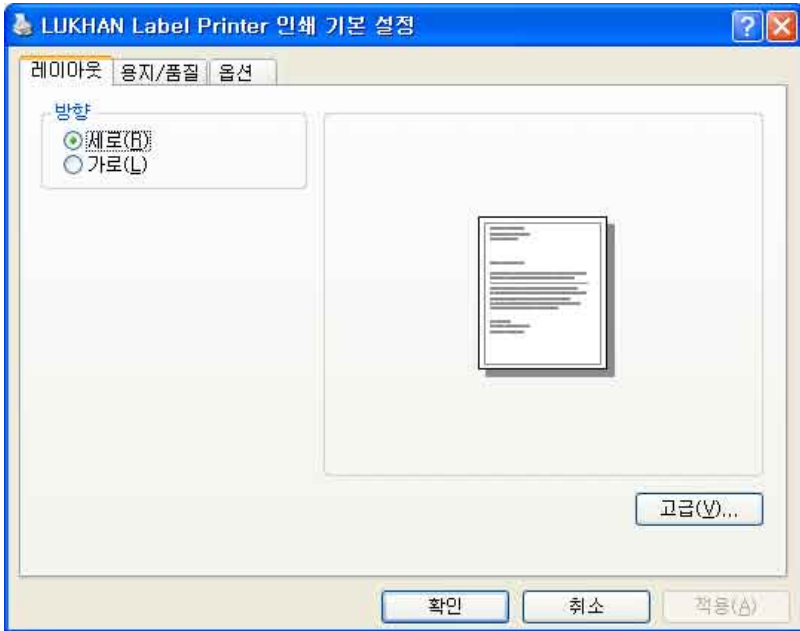 LUKHAN Label Printer 인쇄 기본 설정
레이아웃 용지/품질 옵션
방향
세로(R)
가로(L)
고급(V)...
확인 취소 적용(A)